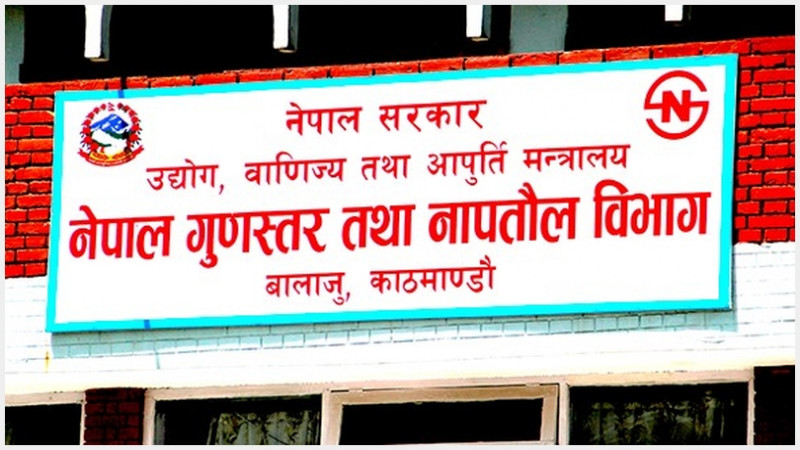 नेपाल सरकार
उद्योग, वाणिज्य तथा आपुर्ति मन्त्रालय
नेपाल गुणस्तर तथा नापतौल विभाग
बालाजु, काठमाण्डौ